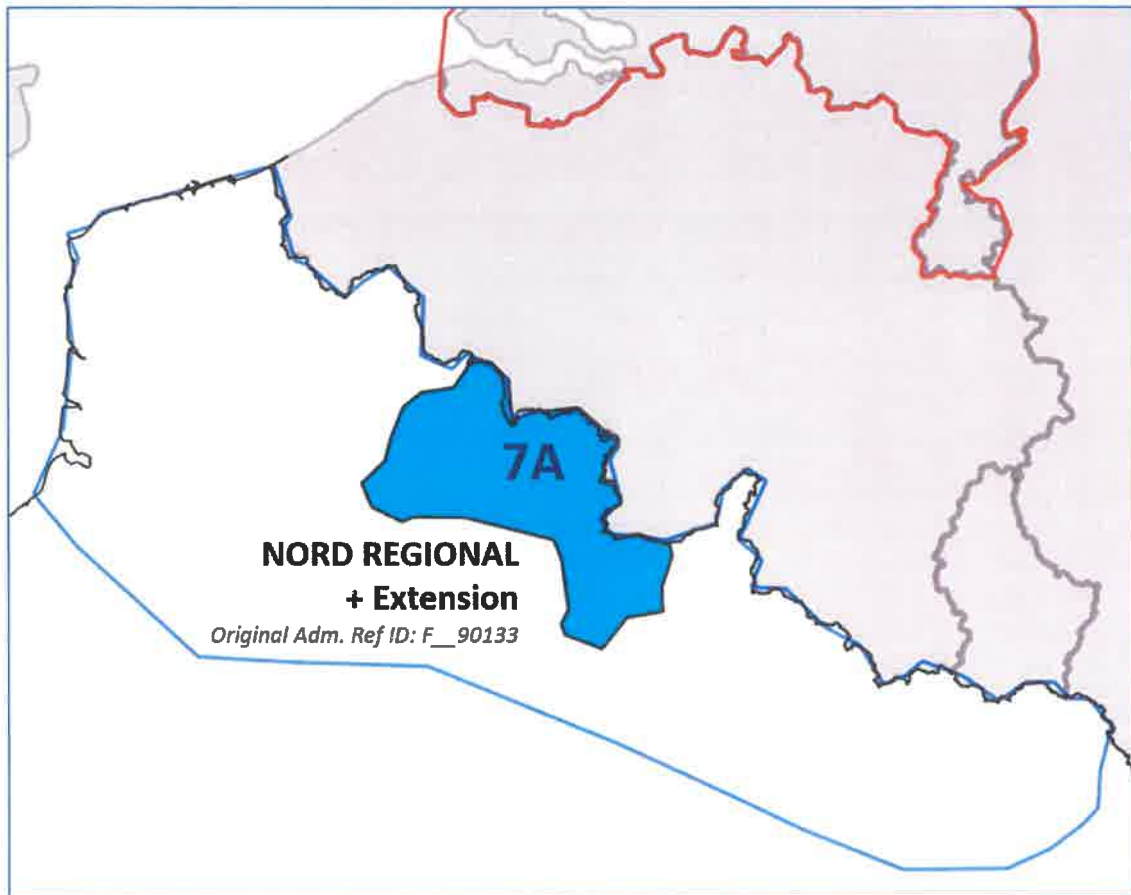 7A
NORD REGIONAL
+ Extension
Original Adm. Ref ID: F__90133